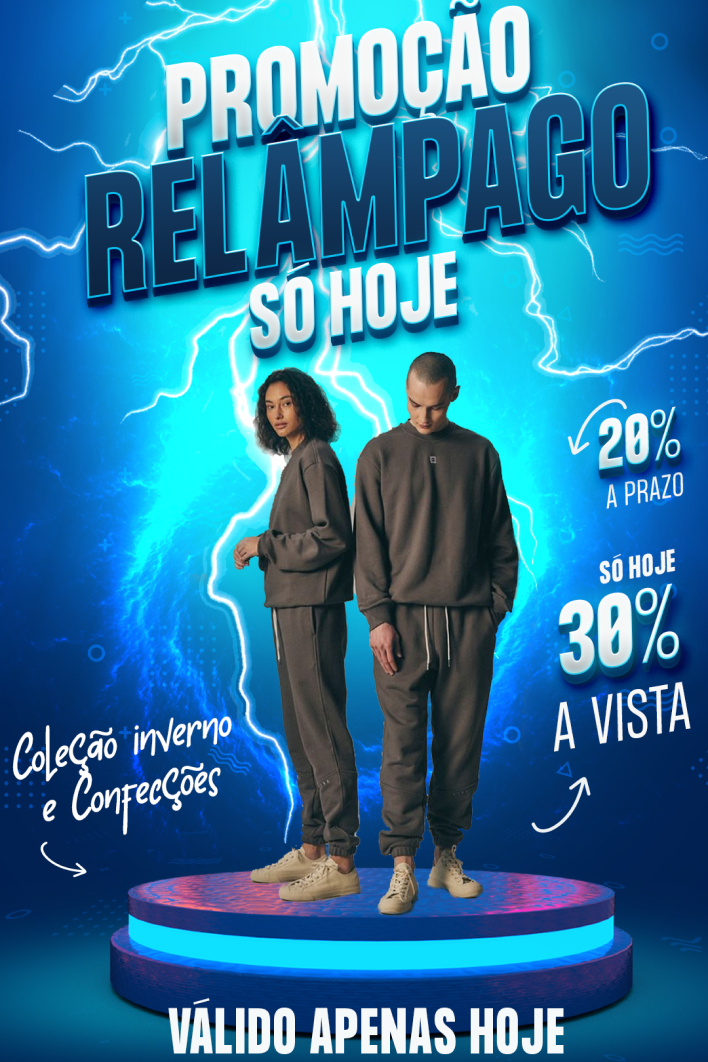 PROMOÇÃO
RELÂMPAGO
SÓ HOJE
20%
A PRAZO
SÓ HOJE
30%
A VISTA
Coleção inverno
e Confecções
VÁLIDO APENAS HOJE